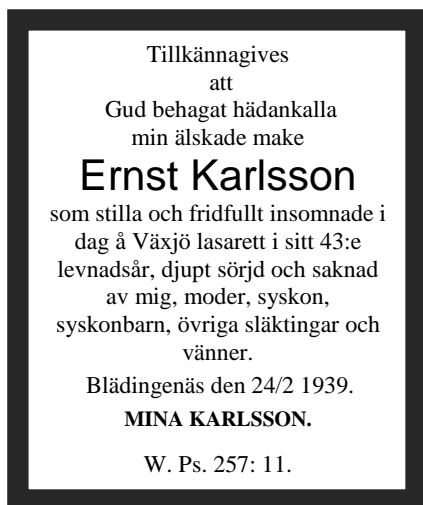 Tillkännagives
att
Gud behagat hädankalla
min älskade make
Ernst Karlsson
som stilla och fridfullt insomnade i
dag å Växjö lasarett i sitt 43:e
levnadsår, djupt sörjd och saknad
av mig, moder, syskon,
syskonbarn, övriga släktingar och
vänner.
Blädingenäs den 24/2 1939.
MINA KARLSSON.
W. Ps. 257: 11.